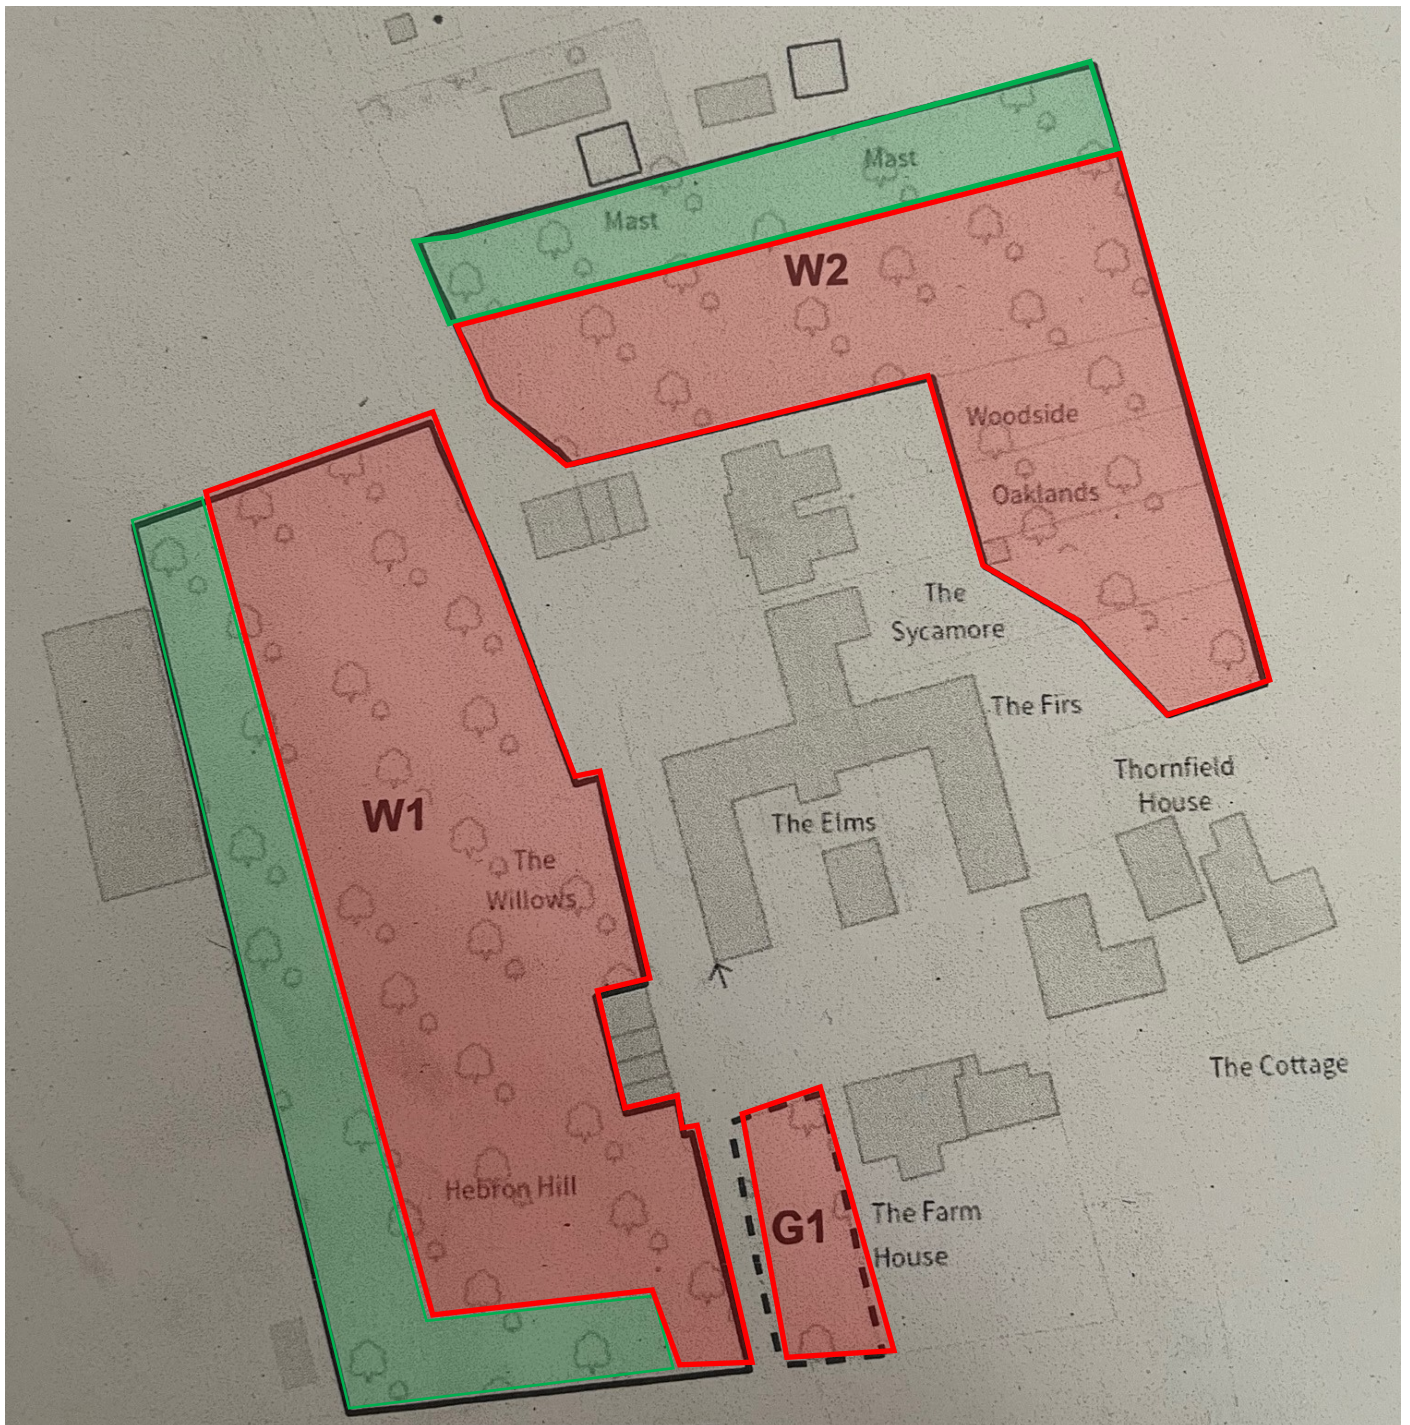 Mast
Mast
W2
Woodside
Oaklands
The
Sycamore
The Firs
Thornfield
House
W1
The Elms
The
Willows
The Cottage
Hebron Hill
G1
The Farm
House